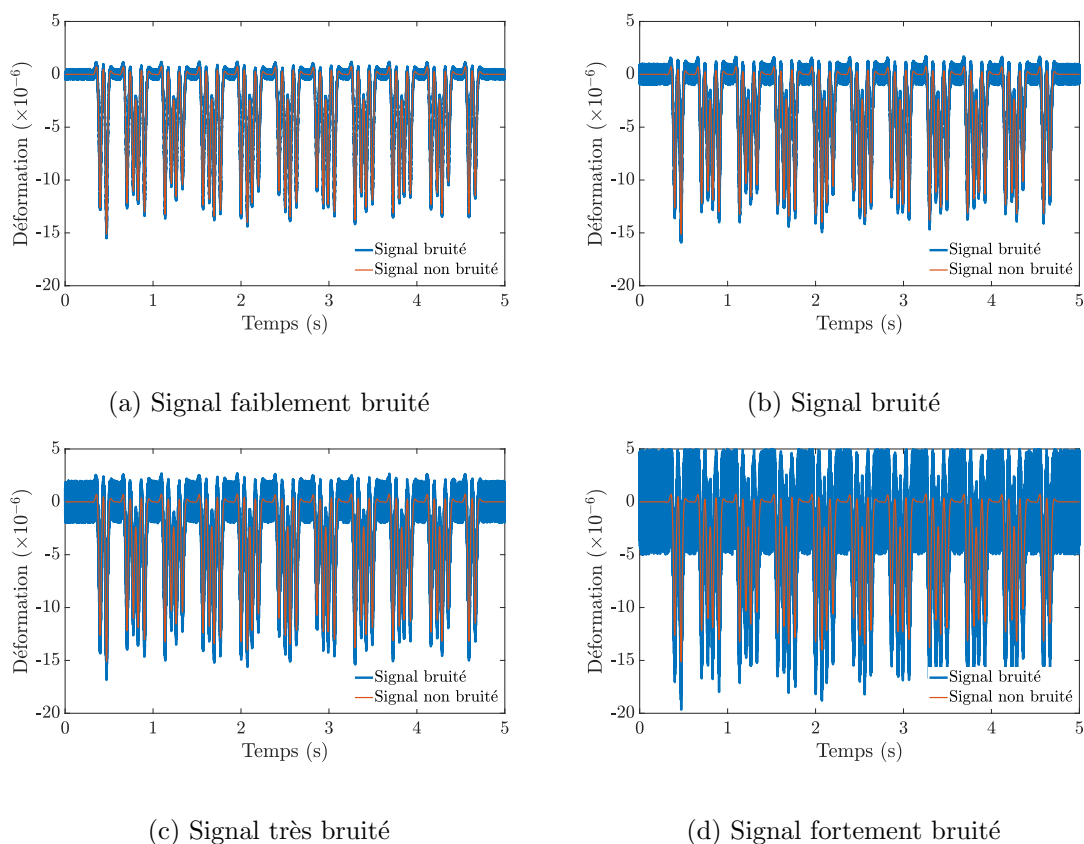 5
0
-5
-10
-15
-20
Déformation (×10⁻⁶)
Signal bruité
Signal non bruité
0 1 2 3 4 5
Temps (s)
(a) Signal faiblement bruité
5
0
-5
-10
-15
-20
Déformation (×10⁻⁶)
Signal bruité
Signal non bruité
0 1 2 3 4 5
Temps (s)
(b) Signal bruité
5
0
-5
-10
-15
-20
Déformation (×10⁻⁶)
Signal bruité
Signal non bruité
0 1 2 3 4 5
Temps (s)
(c) Signal très bruité
5
0
-5
-10
-15
-20
Déformation (×10⁻⁶)
Signal bruité
Signal non bruité
0 1 2 3 4 5
Temps (s)
(d) Signal fortement bruité